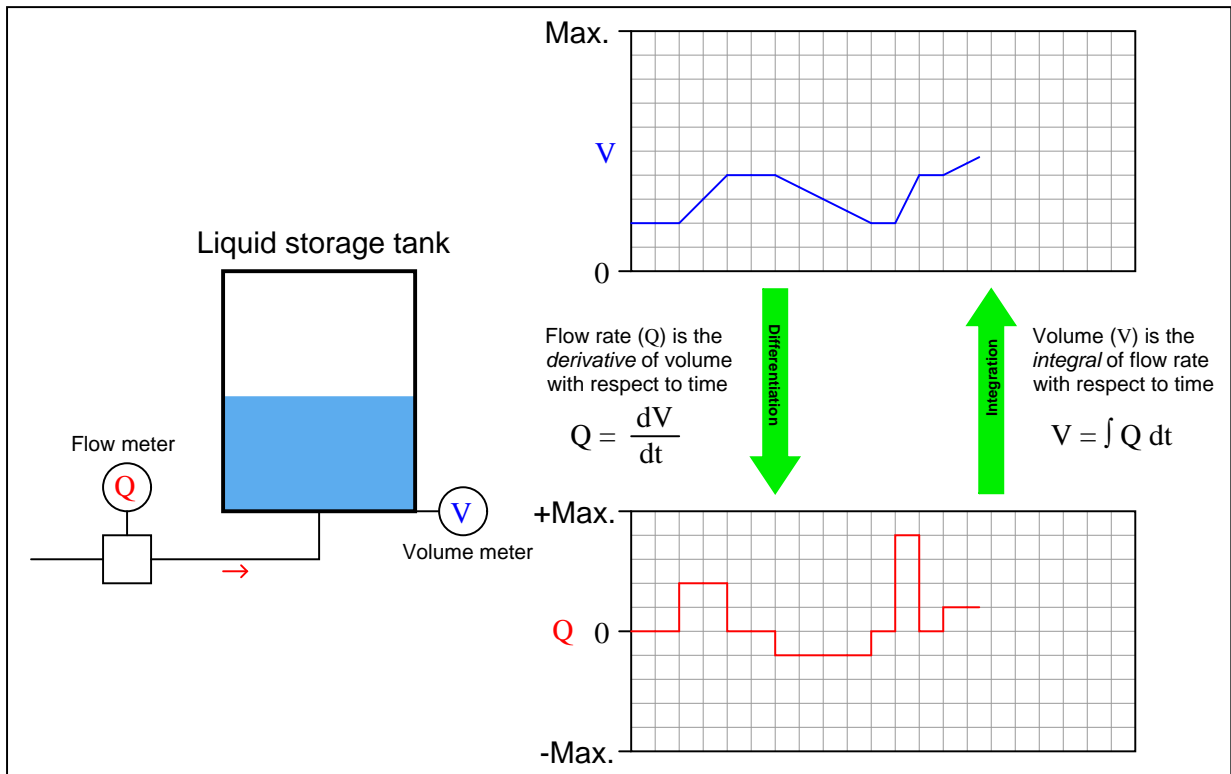 Max.
V
0
Liquid storage tank
Flow meter
Q
V
Volume meter
Flow rate (Q) is the
derivative of volume
with respect to time
Q = dV
dt
Differentiation
Integration
Volume (V) is the
integral of flow rate
with respect to time
V = ∫ Q dt
+Max.
Q 0
-Max.